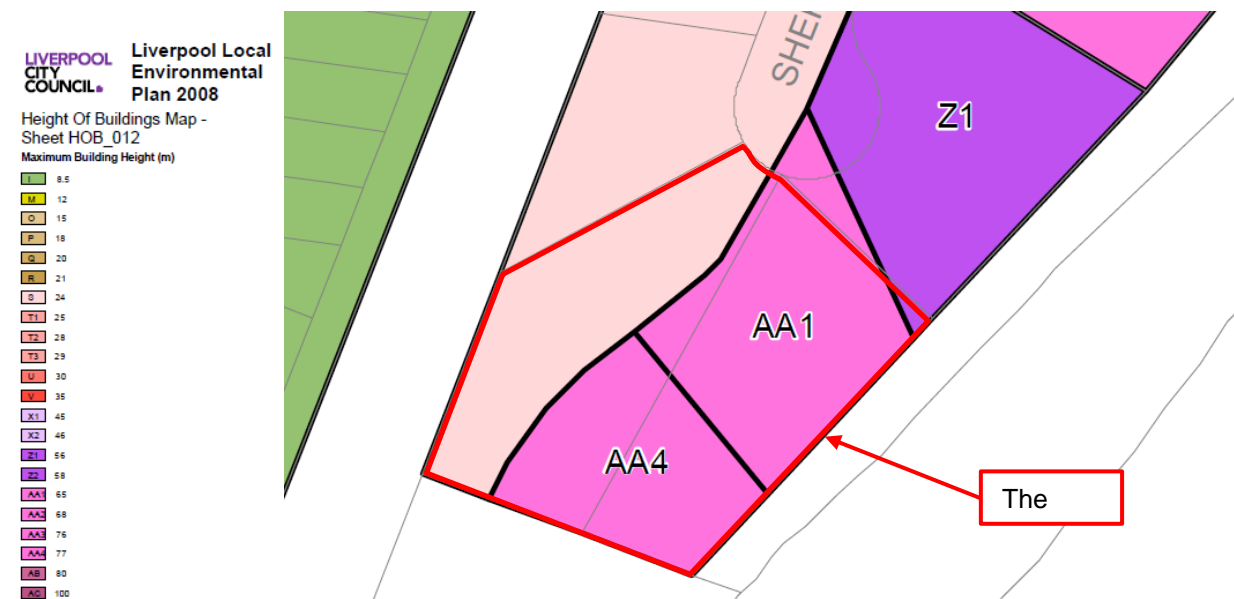 LIVERPOOL
CITY
COUNCIL
Liverpool Local
Environmental
Plan 2008
Height Of Buildings Map -
Sheet HOB_012
Maximum Building Height (m)
I 8.5
M 12
O 15
P 18
Q 20
R 21
S 24
T1 25
T2 28
T3 29
U 30
V 35
X1 45
X2 46
Z1 56
Z2 58
AA1 65
AA2 68
AA3 76
AA4 77
AB 80
AC 100
SHE
Z1
AA1
AA4
The